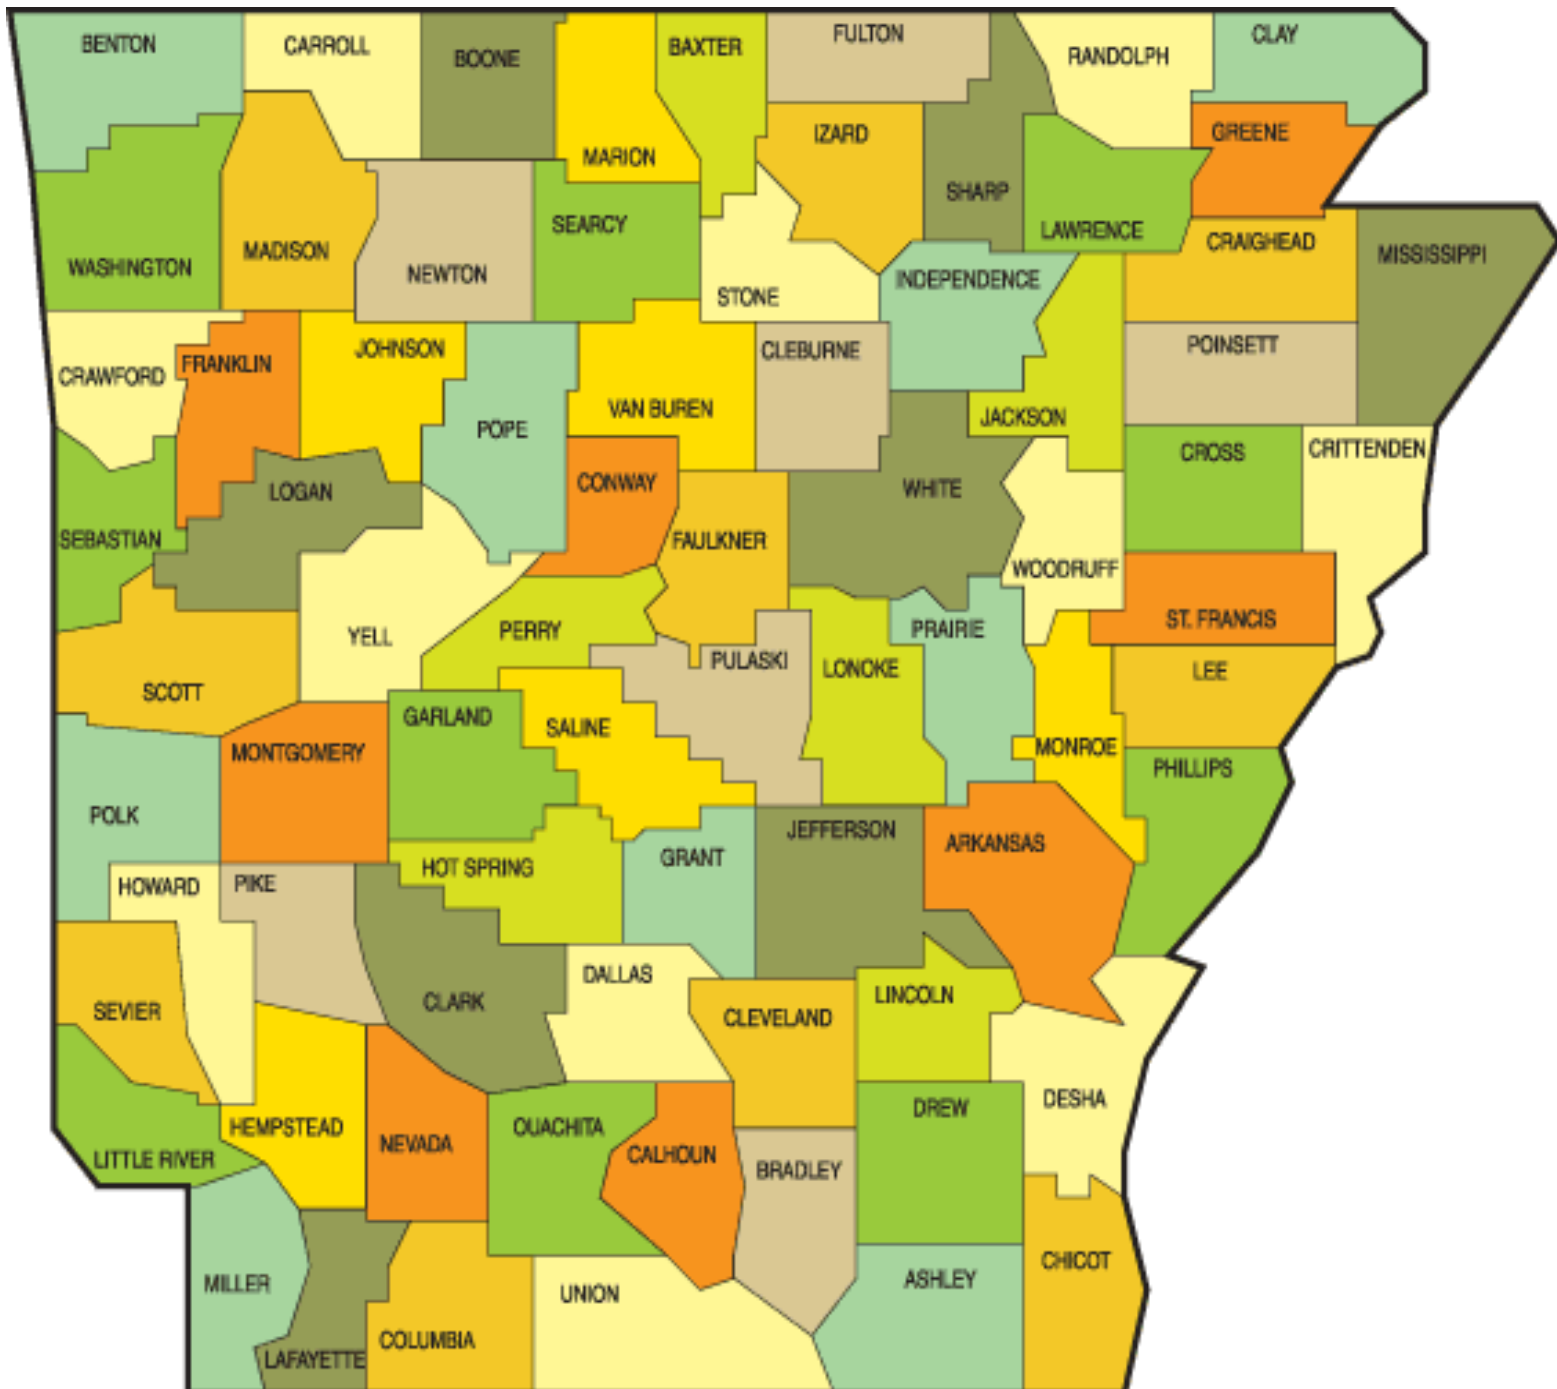 BENTON
CARROLL
BOONE
MARION
BAXTER
FULTON
RANDOLPH
CLAY
IZARD
SHARP
GREENE
LAWRENCE
WASHINGTON
MADISON
NEWTON
SEARCY
STONE
INDEPENDENCE
CRAIGHEAD
MISSISSIPPI
CRAWFORD
FRANKLIN
JOHNSON
POPE
VAN BUREN
CLEBURNE
JACKSON
POINSETT
SEBASTIAN
LOGAN
CONWAY
FAULKNER
WHITE
WOODRUFF
CROSS
CRITTENDEN
SCOTT
YELL
PERRY
PULASKI
LONOKE
PRAIRIE
ST. FRANCIS
LEE
MONTGOMERY
GARLAND
SALINE
MONROE
PHILLIPS
POLK
HOT SPRING
GRANT
JEFFERSON
ARKANSAS
HOWARD
PIKE
CLARK
DALLAS
CLEVELAND
LINCOLN
SEVIER
DESHA
LITTLE RIVER
HEMPSTEAD
NEVADA
OUACHITA
CALHOUN
BRADLEY
DREW
MILLER
LAFAYETTE
COLUMBIA
UNION
ASHLEY
CHICOT